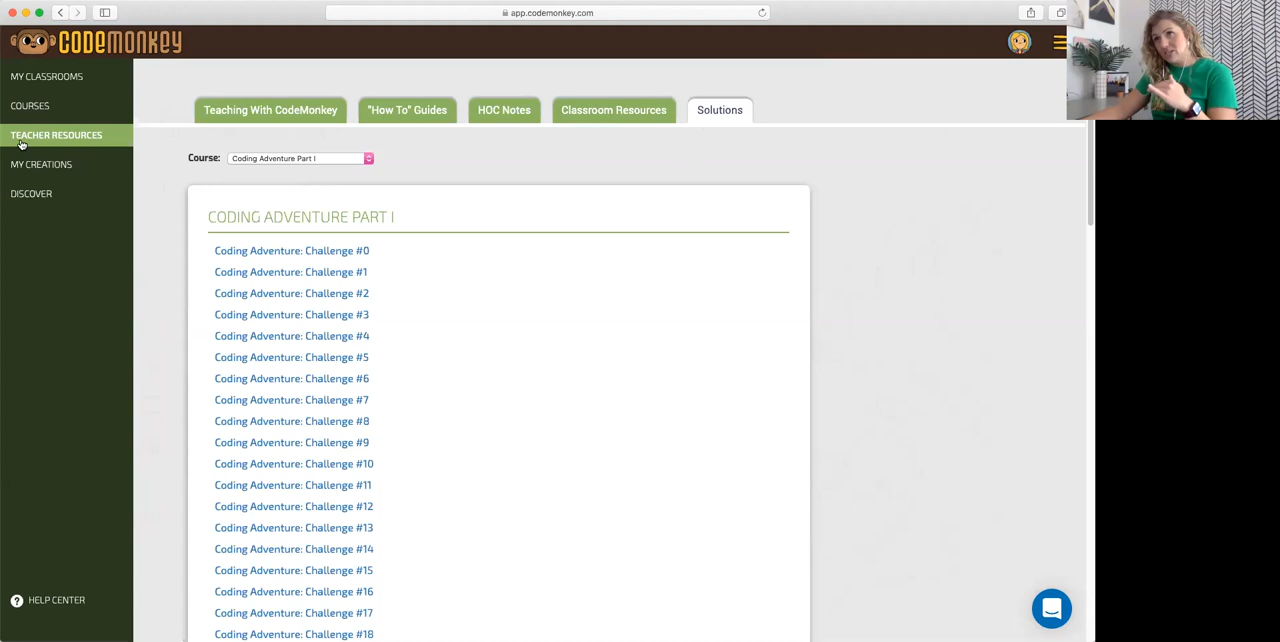 app.codemonkey.com
CODEMONKEY
MY CLASSROOMS
COURSES
TEACHER RESOURCES
MY CREATIONS
DISCOVER
HELP CENTER
Teaching With CodeMonkey
"How To" Guides
HOC Notes
Classroom Resources
Solutions
Course:
Coding Adventure Part I
CODING ADVENTURE PART I
Coding Adventure: Challenge #0
Coding Adventure: Challenge #1
Coding Adventure: Challenge #2
Coding Adventure: Challenge #3
Coding Adventure: Challenge #4
Coding Adventure: Challenge #5
Coding Adventure: Challenge #6
Coding Adventure: Challenge #7
Coding Adventure: Challenge #8
Coding Adventure: Challenge #9
Coding Adventure: Challenge #10
Coding Adventure: Challenge #11
Coding Adventure: Challenge #12
Coding Adventure: Challenge #13
Coding Adventure: Challenge #14
Coding Adventure: Challenge #15
Coding Adventure: Challenge #16
Coding Adventure: Challenge #17
Coding Adventure: Challenge #18